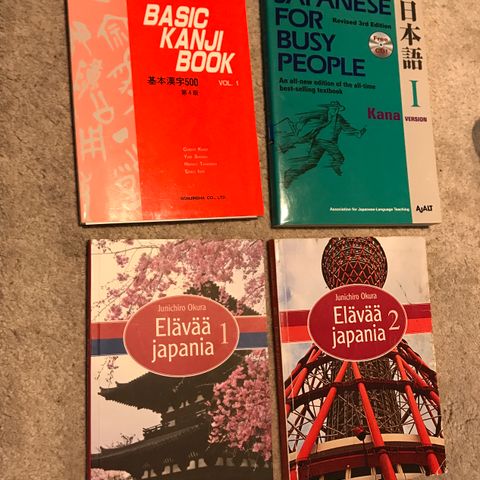 BASIC
KANJI
BOOK
基本漢字500
VOL. 1
第4版
BONJINSHA CO., LTD.
JAPANESE
FOR
BUSY
PEOPLE
Revised 3rd Edition
Free
CD!
An all-new edition of the all-time
best-selling textbook
日本語
I
Kana
VERSION
Association for Japanese-Language Teaching
AJALT
Junichiro Okura
Elävää
japania
1
Junichiro Okura
Elävää
japania
2